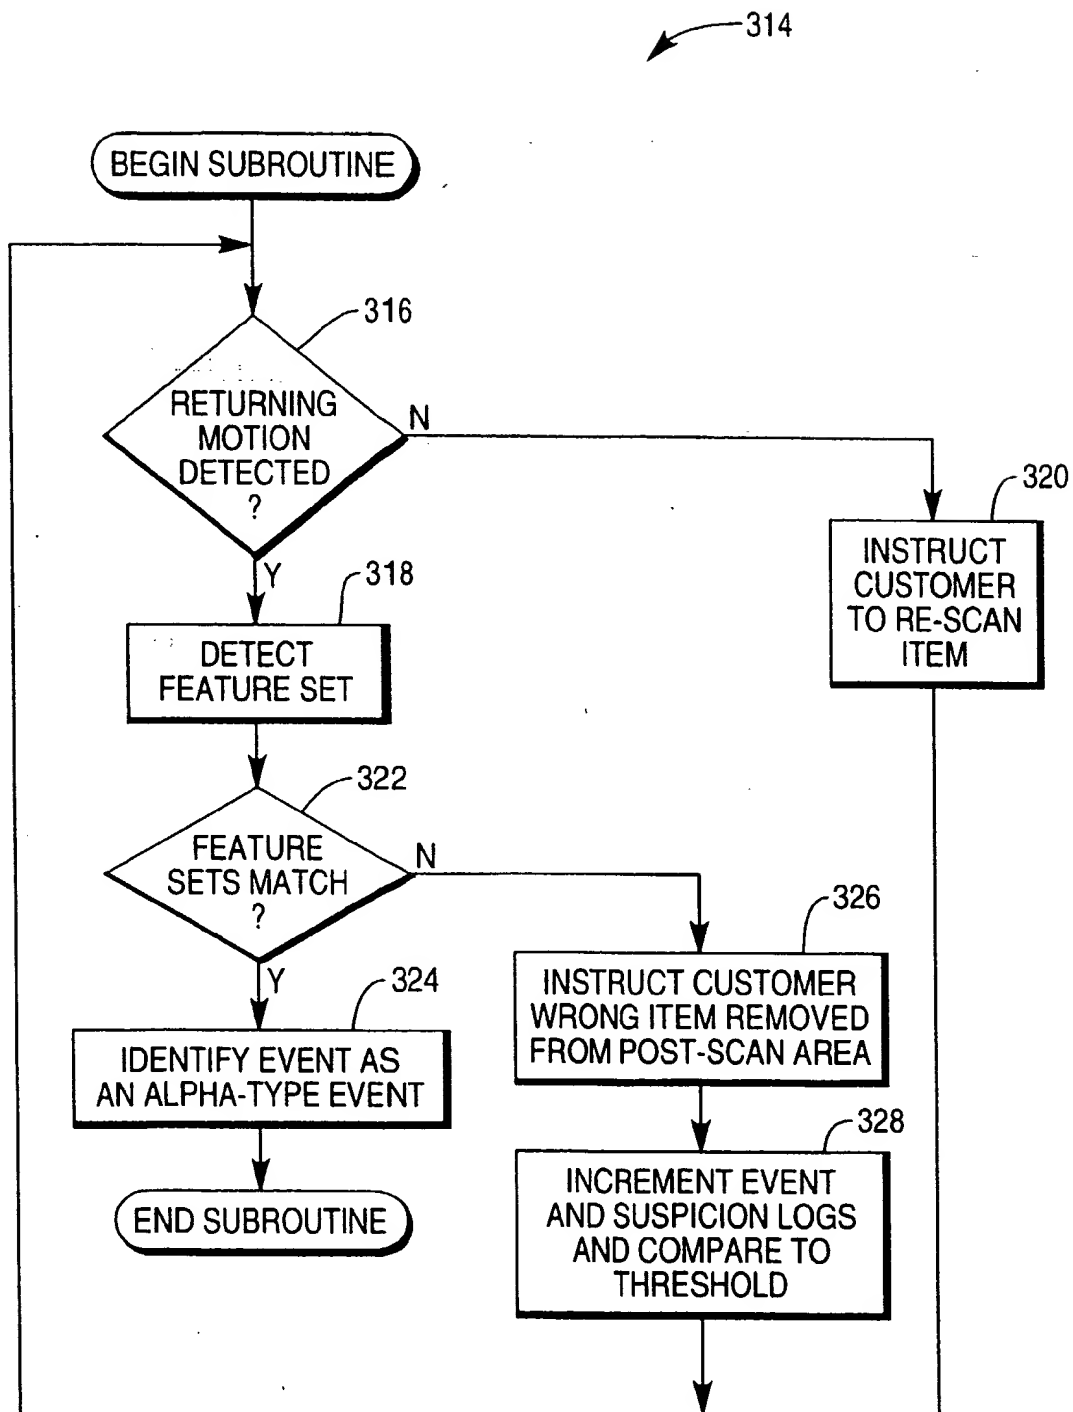 314
BEGIN SUBROUTINE
316
RETURNING
MOTION
DETECTED
?
N
Y
320
INSTRUCT
CUSTOMER
TO RE-SCAN
ITEM
318
DETECT
FEATURE SET
322
FEATURE
SETS MATCH
?
N
Y
326
INSTRUCT CUSTOMER
WRONG ITEM REMOVED
FROM POST-SCAN AREA
324
IDENTIFY EVENT AS
AN ALPHA-TYPE EVENT
328
INCREMENT EVENT
AND SUSPICION LOGS
AND COMPARE TO
THRESHOLD
END SUBROUTINE